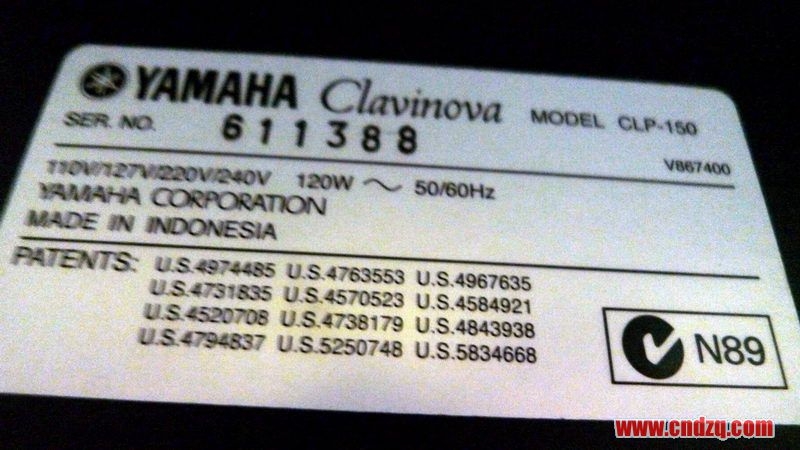 YAMAHA Clavinova MODEL CLP-150
SER. NO. 611388
V867400
110V/127V/220V/240V 120W ~ 50/60Hz
YAMAHA CORPORATION
MADE IN INDONESIA
PATENTS: U.S.4974485 U.S.4763553 U.S.4967635
U.S.4731835 U.S.4570523 U.S.4584921
U.S.4520708 U.S.4738179 U.S.4843938
U.S.4794837 U.S.5250748 U.S.5834668
N89
www.cndzq.com